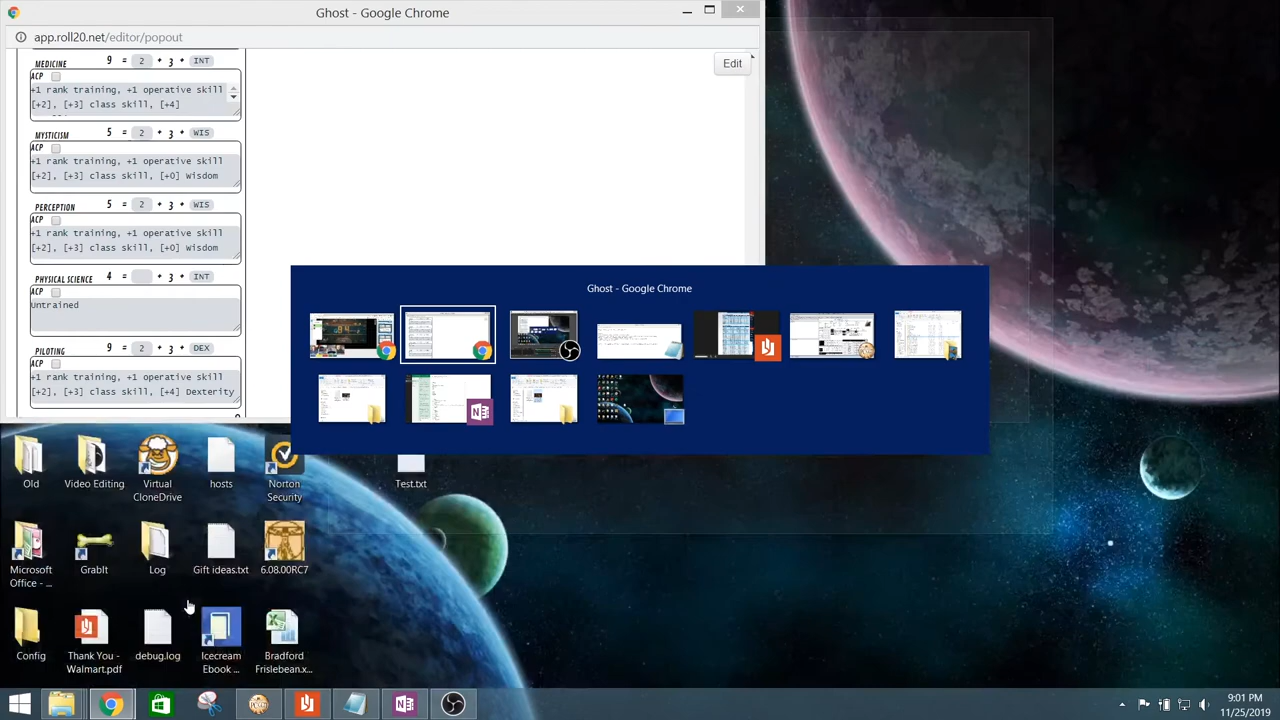 Ghost - Google Chrome
app.roll20.net/editor/popout
Edit
MEDICINE 9 = 2 + 3 + INT
ACP
+1 rank training, +1 operative skill
[+2], [+3] class skill, [+4]
MYSTICISM 5 = 2 + 3 + WIS
ACP
+1 rank training, +1 operative skill
[+2], [+3] class skill, [+0] Wisdom
PERCEPTION 5 = 2 + 3 + WIS
ACP
+1 rank training, +1 operative skill
[+2], [+3] class skill, [+0] Wisdom
PHYSICAL SCIENCE 4 = + 3 + INT
ACP
Untrained
PILOTING 9 = 2 + 3 + DEX
ACP
+1 rank training, +1 operative skill
[+2], [+3] class skill, [+4] Dexterity
Ghost - Google Chrome
Old
Video Editing
Virtual
CloneDrive
hosts
Norton
Security
Test.txt
Microsoft
Office - ...
GrabIt
Log
Gift ideas.txt
6.08.00RC7
Config
Thank You -
Walmart.pdf
debug.log
Icecream
Ebook ...
Bradford
Frislebean.x...
9:01 PM
11/25/2019